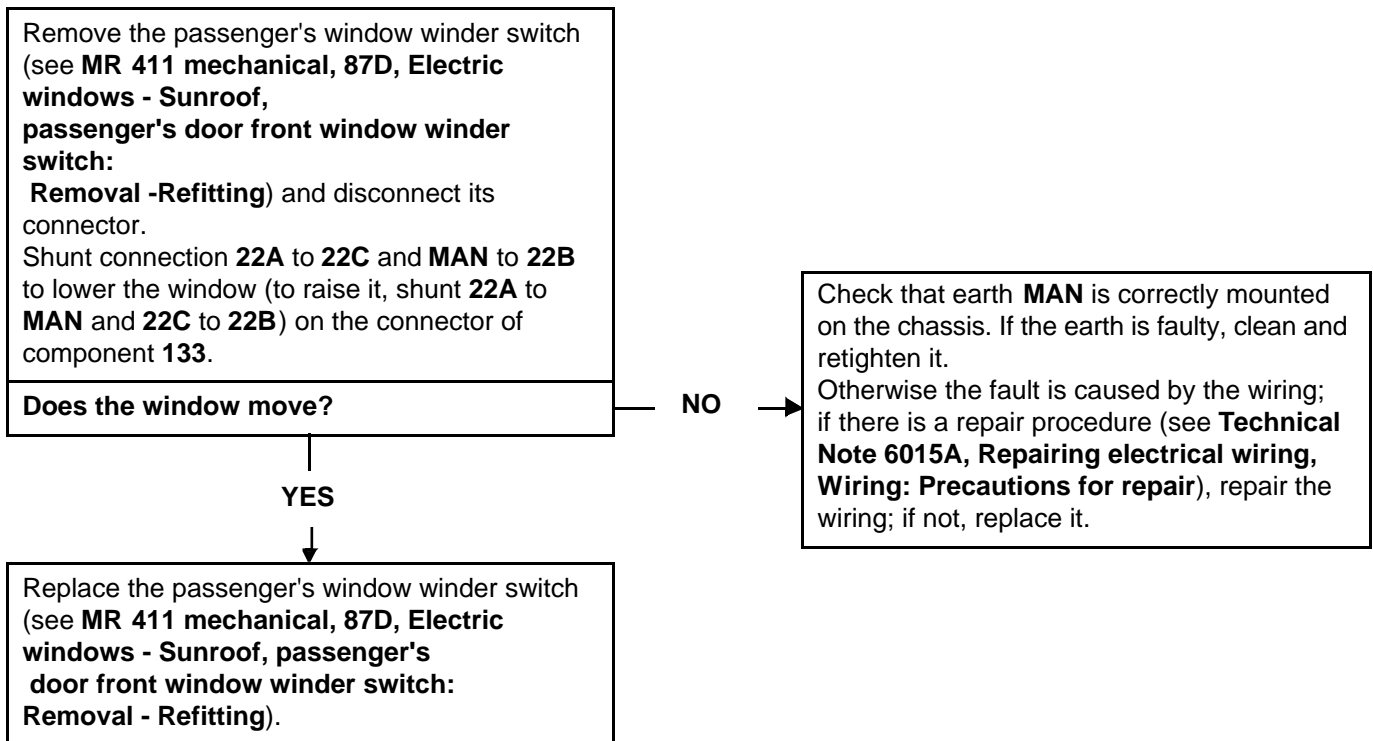 Remove the passenger's window winder switch
(see MR 411 mechanical, 87D, Electric
windows - Sunroof,
passenger's door front window winder
switch:
Removal -Refitting) and disconnect its
connector.
Shunt connection 22A to 22C and MAN to 22B
to lower the window (to raise it, shunt 22A to
MAN and 22C to 22B) on the connector of
component 133.
Does the window move?
NO
Check that earth MAN is correctly mounted
on the chassis. If the earth is faulty, clean and
retighten it.
Otherwise the fault is caused by the wiring;
if there is a repair procedure (see Technical
Note 6015A, Repairing electrical wiring,
Wiring: Precautions for repair), repair the
wiring; if not, replace it.
YES
Replace the passenger's window winder switch
(see MR 411 mechanical, 87D, Electric
windows - Sunroof, passenger's
door front window winder switch:
Removal - Refitting).